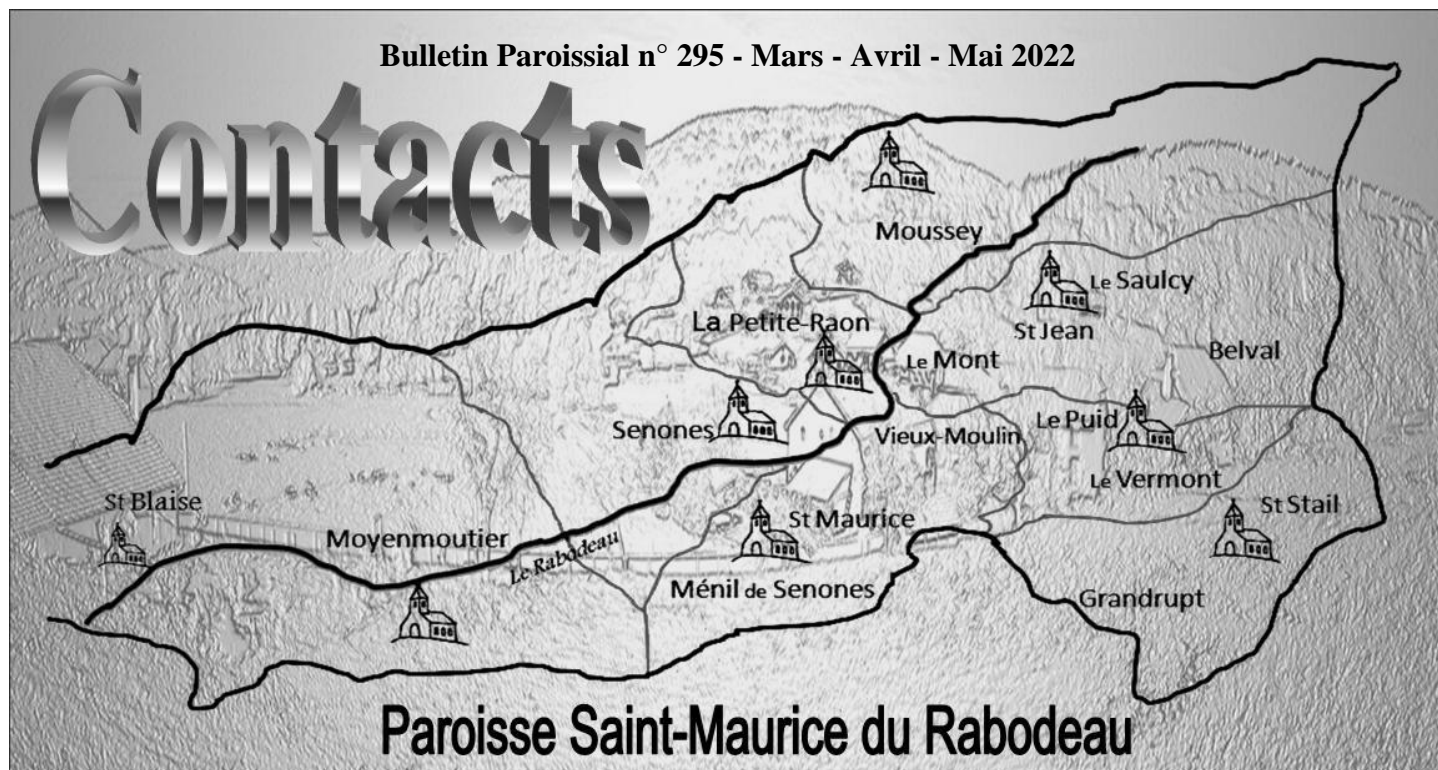 Bulletin Paroissial n° 295 - Mars - Avril - Mai 2022
Contacts
Moussey
Le Saulcy
St Jean
La Petite-Raon
Le Mont
Belval
Senones
Vieux-Moulin
Le Puid
Le Vermont
St Blaise
Moyenmoutier
Le Rabodeau
St Maurice
St Stail
Ménil de Senones
Grandrupt
Paroisse Saint-Maurice du Rabodeau